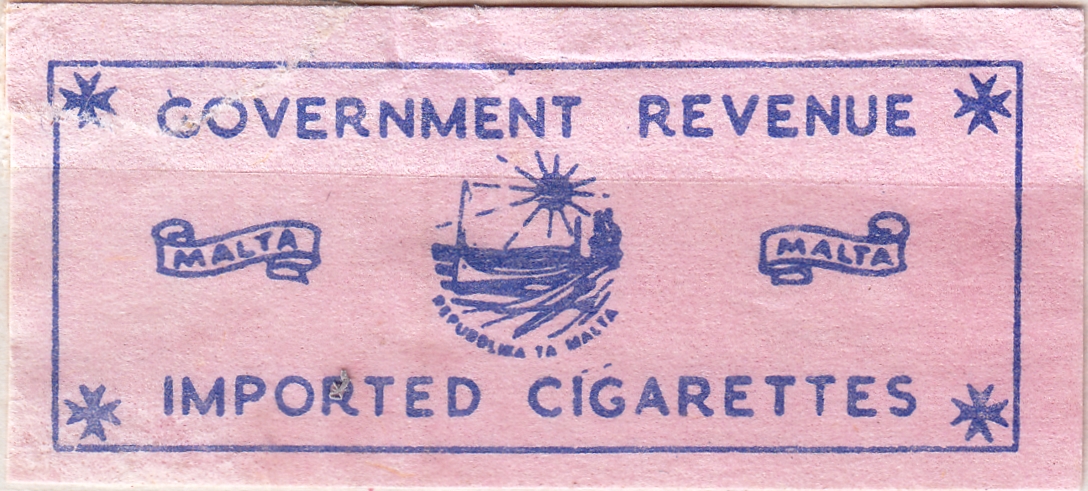 GOVERNMENT REVENUE
MALTA
MALTA
REPUBBLIKA TA MALTA
IMPORTED CIGARETTES